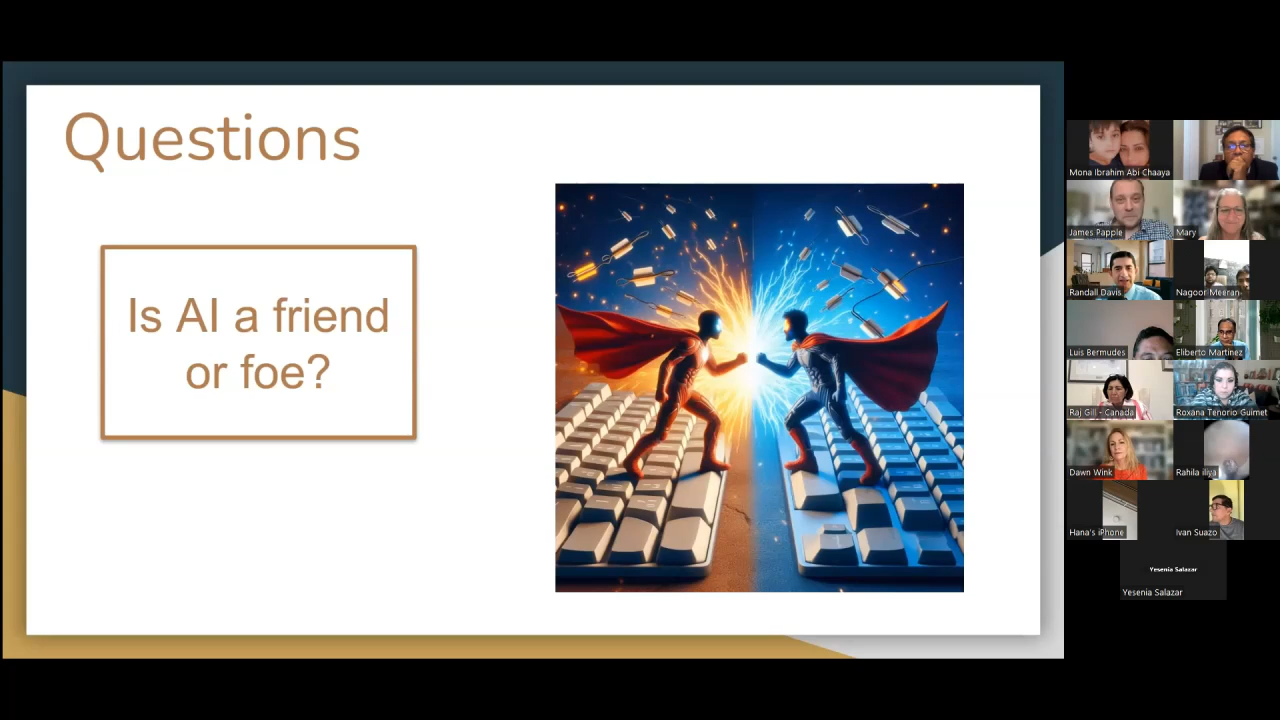 Questions
Is AI a friend
or foe?
Mona Ibrahim Abi Chaaya
James Papple
Mary
Randall Davis
Nagoor Meeran
Luis Bermudes
Eliberto Martinez
Raj Gill - Canada
Roxana Tenorio Guimet
Dawn Wink
Rahila iliya
Hana's iPhone
Ivan Suazo
Yesenia Salazar
Yesenia Salazar